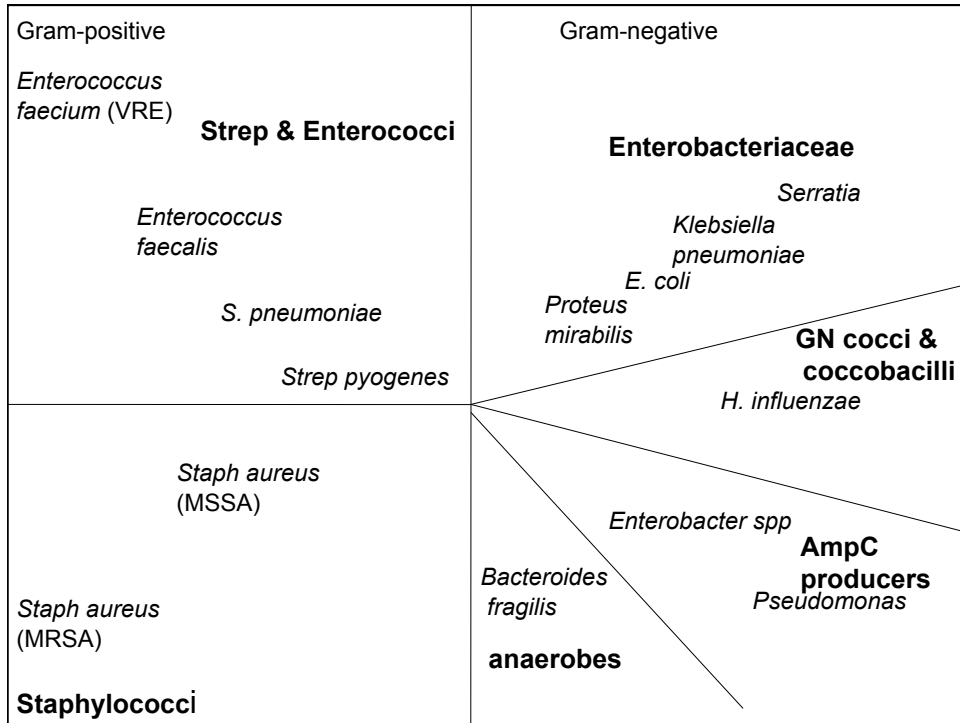 Gram-positive
Gram-negative
Enterococcus
faecium (VRE)
Strep & Enterococci
Enterobacteriaceae
Serratia
Enterococcus
faecalis
Klebsiella
pneumoniae
E. coli
Proteus
mirabilis
S. pneumoniae
Strep pyogenes
GN cocci &
coccobacilli
H. influenzae
Staph aureus
(MSSA)
Enterobacter spp
AmpC
producers
Pseudomonas
Bacteroides
fragilis
anaerobes
Staph aureus
(MRSA)
Staphylococci